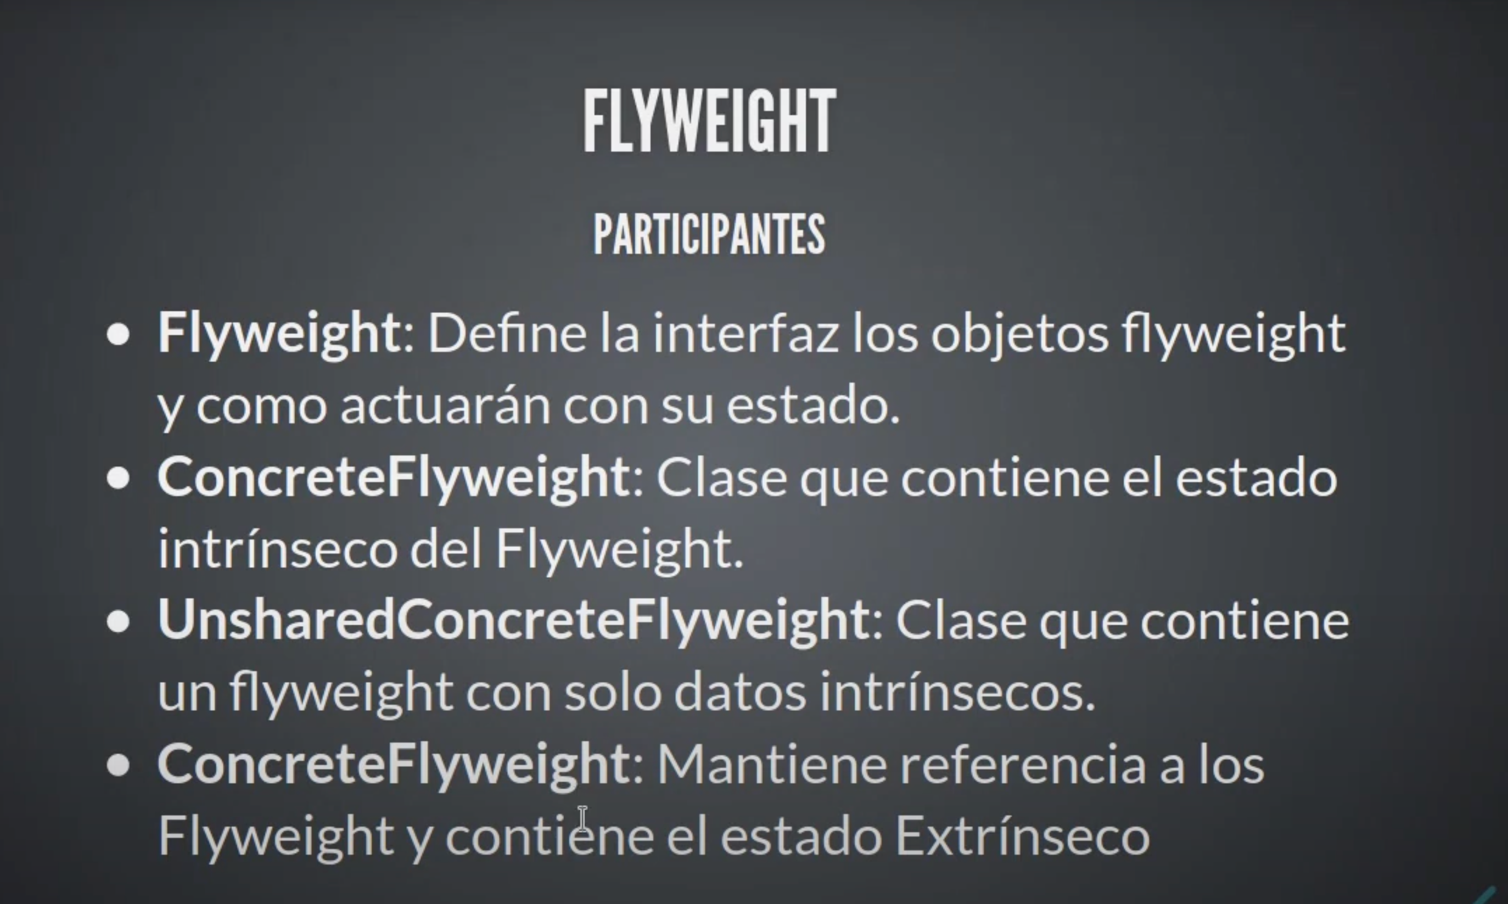 FLYWEIGHT
PARTICIPANTES
• Flyweight: Define la interfaz los objetos flyweight
y como actuarán con su estado.
• ConcreteFlyweight: Clase que contiene el estado
intrínseco del Flyweight.
• UnsharedConcreteFlyweight: Clase que contiene
un flyweight con solo datos intrínsecos.
• ConcreteFlyweight: Mantiene referencia a los
Flyweight y contiene el estado Extrínseco